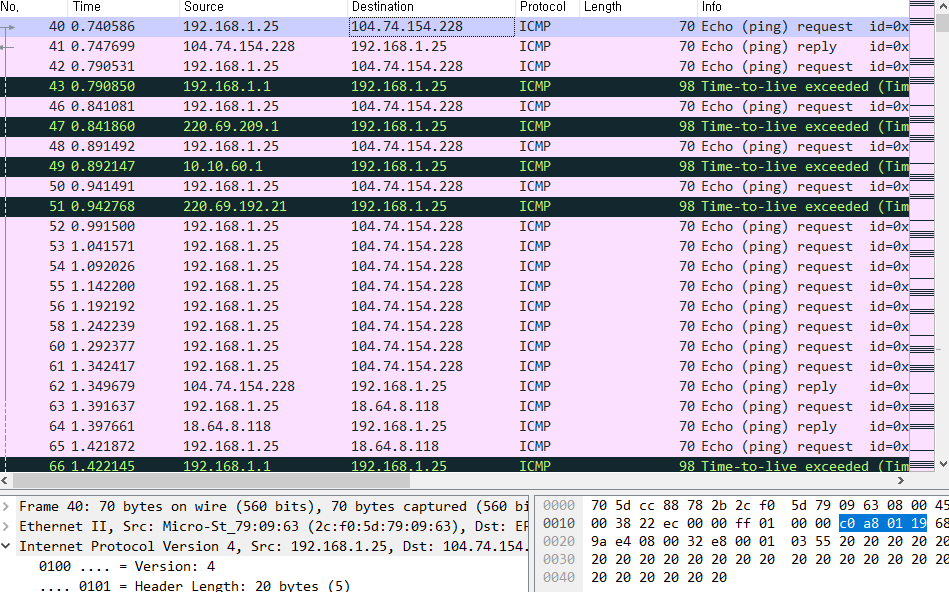 No. Time Source Destination Protocol Length Info
40 0.740586 192.168.1.25 104.74.154.228 ICMP 70 Echo (ping) request id=0x
41 0.747699 104.74.154.228 192.168.1.25 ICMP 70 Echo (ping) reply id=0x
42 0.790531 192.168.1.25 104.74.154.228 ICMP 70 Echo (ping) request id=0x
43 0.790850 192.168.1.1 192.168.1.25 ICMP 98 Time-to-live exceeded (Tim
46 0.841081 192.168.1.25 104.74.154.228 ICMP 70 Echo (ping) request id=0x
47 0.841860 220.69.209.1 192.168.1.25 ICMP 98 Time-to-live exceeded (Tim
48 0.891492 192.168.1.25 104.74.154.228 ICMP 70 Echo (ping) request id=0x
49 0.892147 10.10.60.1 192.168.1.25 ICMP 98 Time-to-live exceeded (Tim
50 0.941491 192.168.1.25 104.74.154.228 ICMP 70 Echo (ping) request id=0x
51 0.942768 220.69.192.21 192.168.1.25 ICMP 98 Time-to-live exceeded (Tim
52 0.991500 192.168.1.25 104.74.154.228 ICMP 70 Echo (ping) request id=0x
53 1.041571 192.168.1.25 104.74.154.228 ICMP 70 Echo (ping) request id=0x
54 1.092026 192.168.1.25 104.74.154.228 ICMP 70 Echo (ping) request id=0x
55 1.142200 192.168.1.25 104.74.154.228 ICMP 70 Echo (ping) request id=0x
56 1.192192 192.168.1.25 104.74.154.228 ICMP 70 Echo (ping) request id=0x
58 1.242239 192.168.1.25 104.74.154.228 ICMP 70 Echo (ping) request id=0x
60 1.292377 192.168.1.25 104.74.154.228 ICMP 70 Echo (ping) request id=0x
61 1.342417 192.168.1.25 104.74.154.228 ICMP 70 Echo (ping) request id=0x
62 1.349679 104.74.154.228 192.168.1.25 ICMP 70 Echo (ping) reply id=0x
63 1.391637 192.168.1.25 18.64.8.118 ICMP 70 Echo (ping) request id=0x
64 1.397661 18.64.8.118 192.168.1.25 ICMP 70 Echo (ping) reply id=0x
65 1.421872 192.168.1.25 18.64.8.118 ICMP 70 Echo (ping) request id=0x
66 1.422145 192.168.1.1 192.168.1.25 ICMP 98 Time-to-live exceeded (Tim
Frame 40: 70 bytes on wire (560 bits), 70 bytes captured (560 bi
Ethernet II, Src: Micro-St_79:09:63 (2c:f0:5d:79:09:63), Dst: EF
Internet Protocol Version 4, Src: 192.168.1.25, Dst: 104.74.154.
0100 .... = Version: 4
.... 0101 = Header Length: 20 bytes (5)
0000 70 5d cc 88 78 2b 2c f0 5d 79 09 63 08 00 45
0010 00 38 22 ec 00 00 ff 01 00 00 c0 a8 01 19 68
0020 9a e4 08 00 32 e8 00 01 03 55 20 20 20 20 20
0030 20 20 20 20 20 20 20 20 20 20 20 20 20 20 20
0040 20 20 20 20 20 20